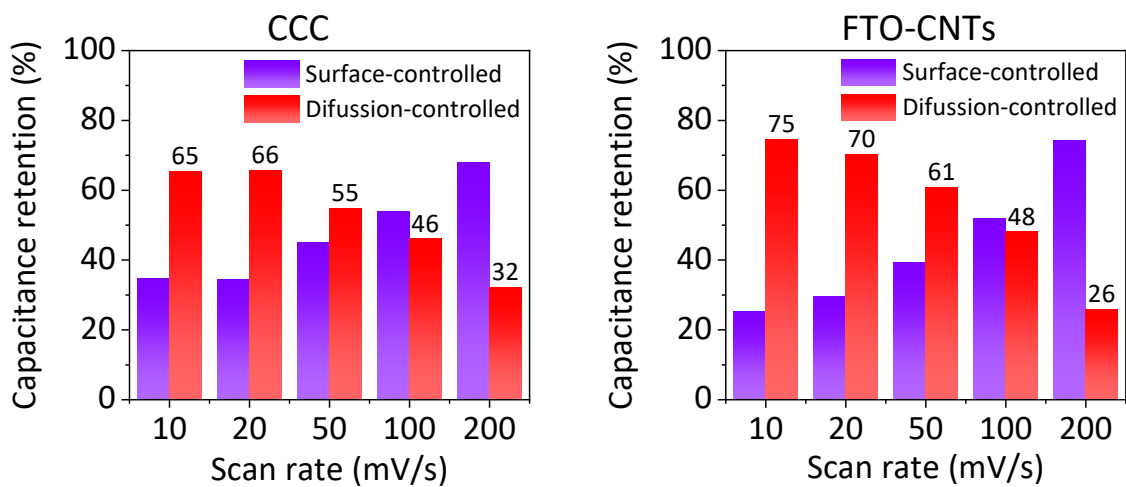 CCC
Capacitance retention (%)
100
80
60
40
20
0
Surface-controlled
Difussion-controlled
65
66
55
46
32
10 20 50 100 200
Scan rate (mV/s)
FTO-CNTs
Capacitance retention (%)
100
80
60
40
20
0
Surface-controlled
Difussion-controlled
75
70
61
48
26
10 20 50 100 200
Scan rate (mV/s)